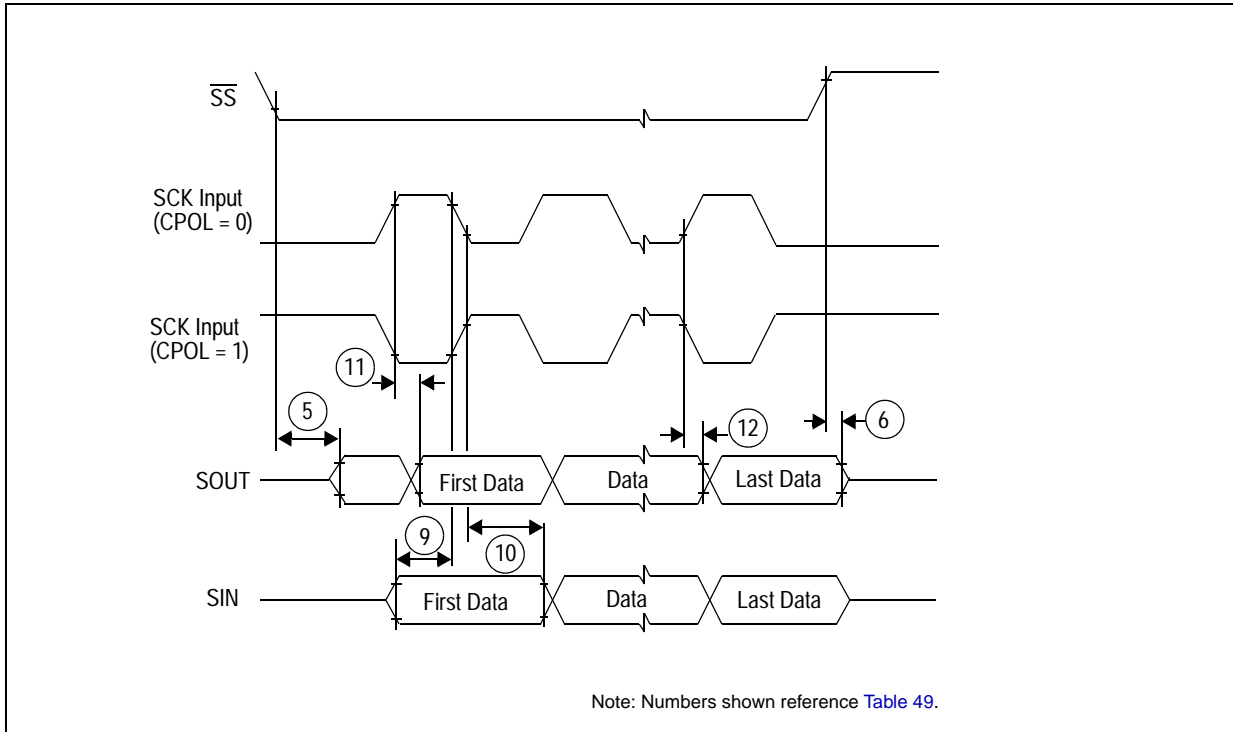 SS
SCK Input
(CPOL = 0)
SCK Input
(CPOL = 1)
11
5
12
6
SOUT
First Data
Data
Last Data
9
10
SIN
First Data
Data
Last Data
Note: Numbers shown reference Table 49.